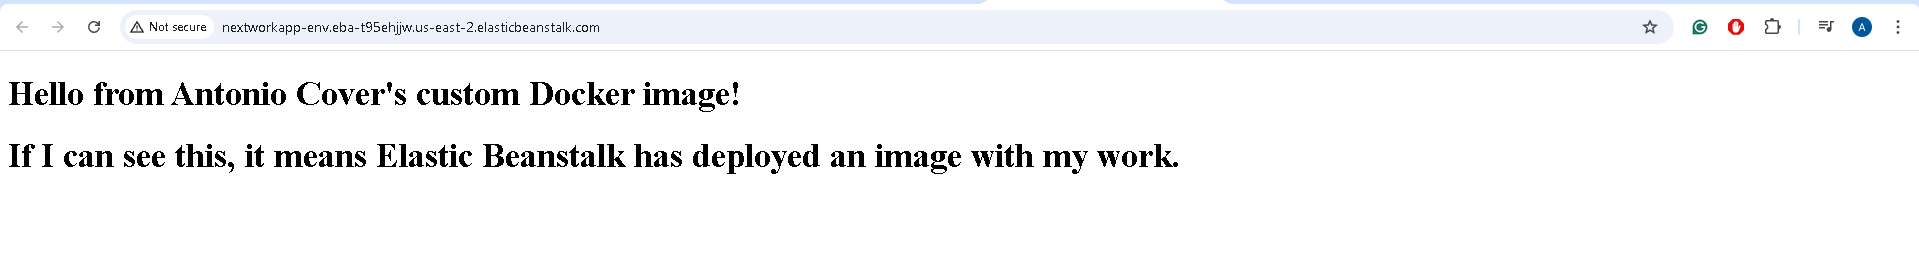 Not secure nextworkapp-env.eba-t95ehjjw.us-east-2.elasticbeanstalk.com A
Hello from Antonio Cover's custom Docker image!
If I can see this, it means Elastic Beanstalk has deployed an image with my work.